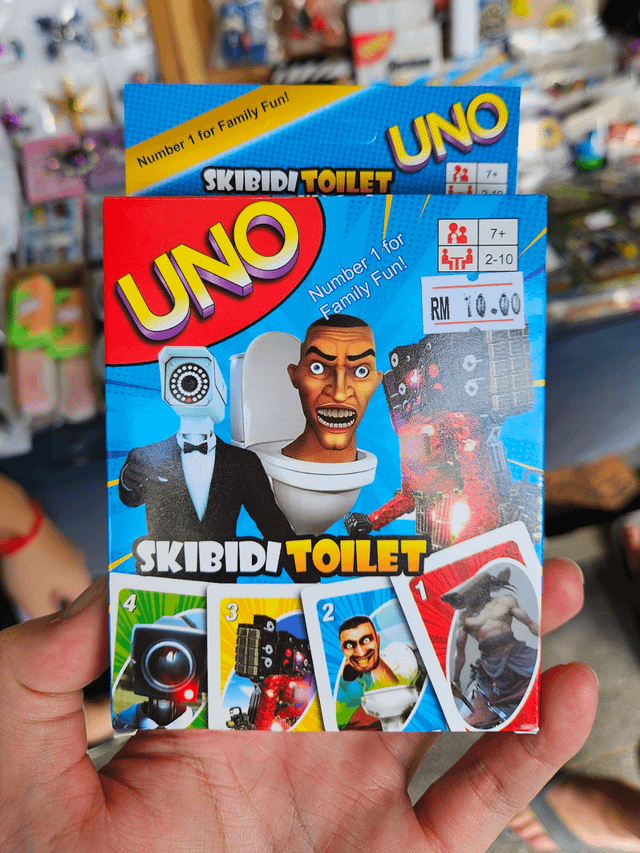 Number 1 for Family Fun!
UNO
SKIBIDI TOILET
7+
UNO
Number 1 for
Family Fun!
7+
2-10
RM 10.00
SKIBIDI TOILET
4
3
2
1